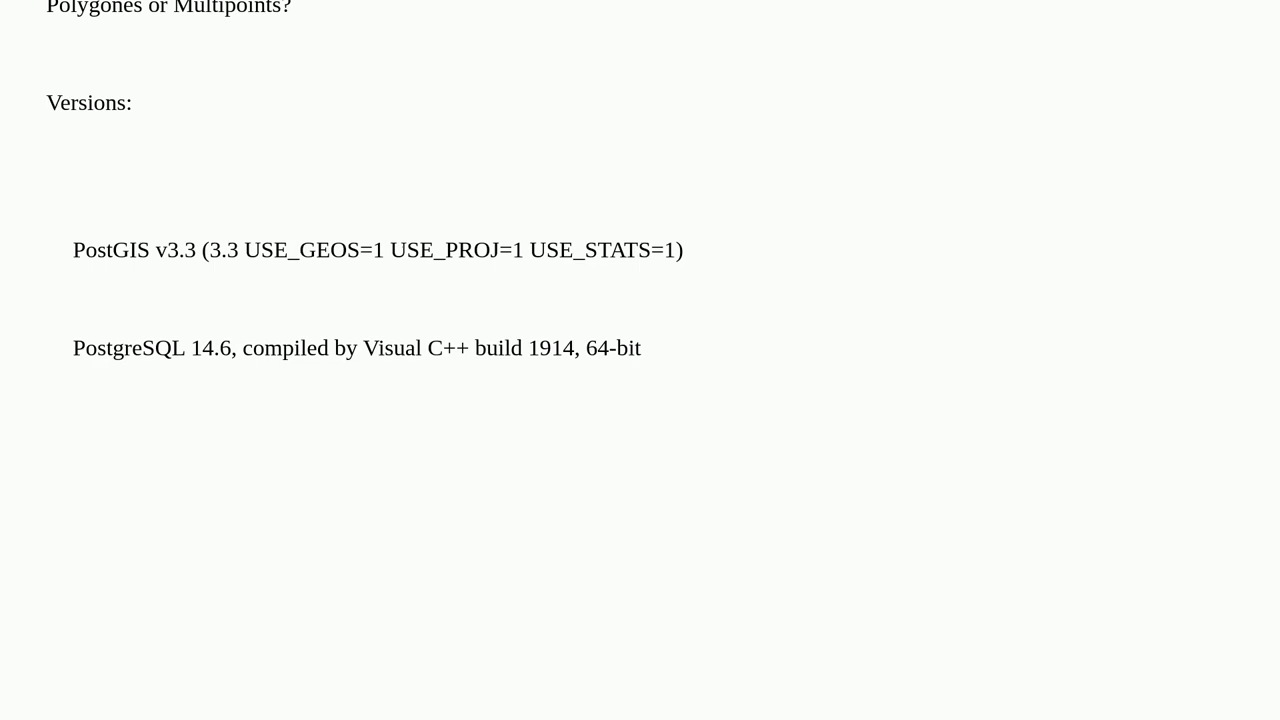 Polygones or Multipoints?
Versions:
PostGIS v3.3 (3.3 USE_GEOS=1 USE_PROJ=1 USE_STATS=1)
PostgreSQL 14.6, compiled by Visual C++ build 1914, 64-bit